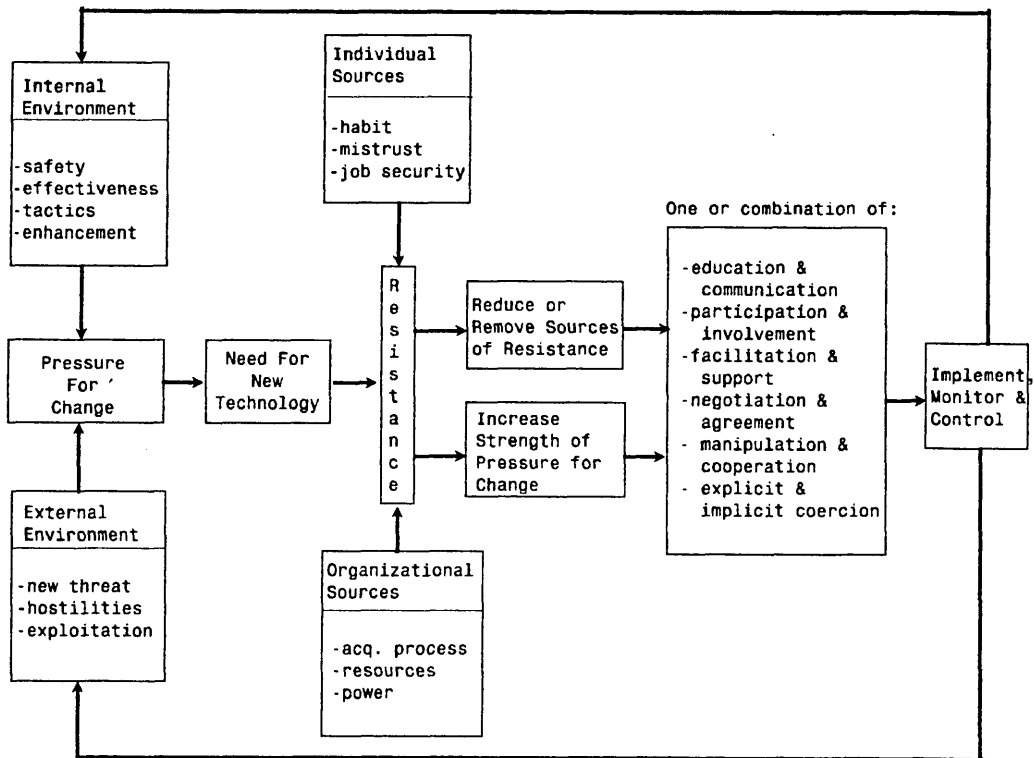 Internal
Environment
-safety
-effectiveness
-tactics
-enhancement
Individual
Sources
-habit
-mistrust
-job security
Pressure
For
Change
Need For
New
Technology
Resistance
Reduce or
Remove Sources
of Resistance
Increase
Strength of
Pressure for
Change
One or combination of:
-education &
communication
-participation &
involvement
-facilitation &
support
-negotiation &
agreement
- manipulation &
cooperation
- explicit &
implicit coercion
Implement,
Monitor &
Control
External
Environment
-new threat
-hostilities
-exploitation
Organizational
Sources
-acq. process
-resources
-power